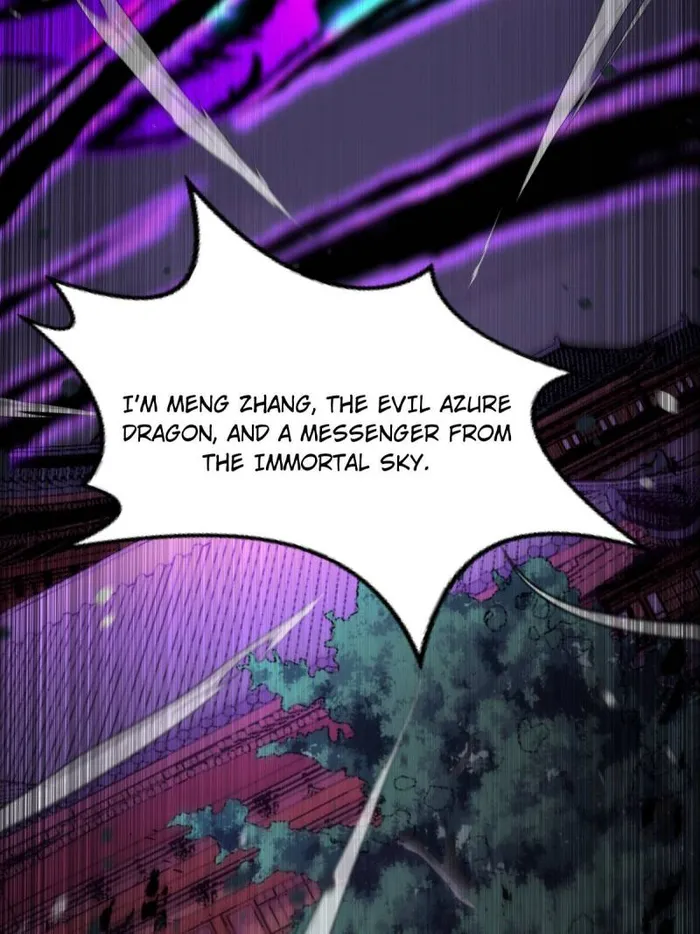 I'M MENG ZHANG, THE EVIL AZURE
DRAGON, AND A MESSENGER FROM
THE IMMORTAL SKY.